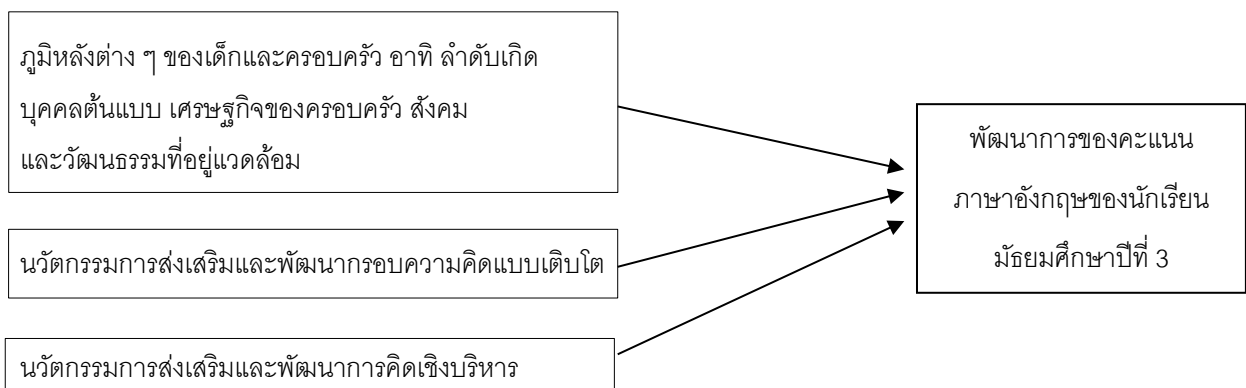 ภูมิหลังต่าง ๆ ของเด็กและครอบครัว อาทิ ลำดับเกิด
บุคคลต้นแบบ เศรษฐกิจของครอบครัว สังคม
และวัฒนธรรมที่อยู่แวดล้อม
นวัตกรรมการส่งเสริมและพัฒนากรอบความคิดแบบเติบโต
นวัตกรรมการส่งเสริมและพัฒนาการคิดเชิงบริหาร
พัฒนาการของคะแนน
ภาษาอังกฤษของนักเรียน
มัธยมศึกษาปีที่ 3